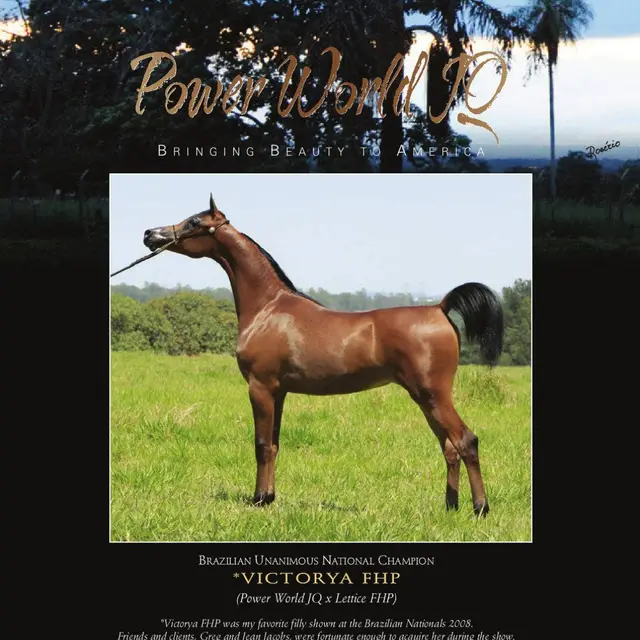 Power World JQ
BRINGING BEAUTY TO AMERICA
Rogério
BRAZILIAN UNANIMOUS NATIONAL CHAMPION
*VICTORYA FHP
(Power World JQ x Lettice FHP)
*Victorya FHP was my favorite filly shown at the Brazilian Nationals 2008.
Friends and clients, Greg and Jean Jacobs, were fortunate enough to acquire her during the show.